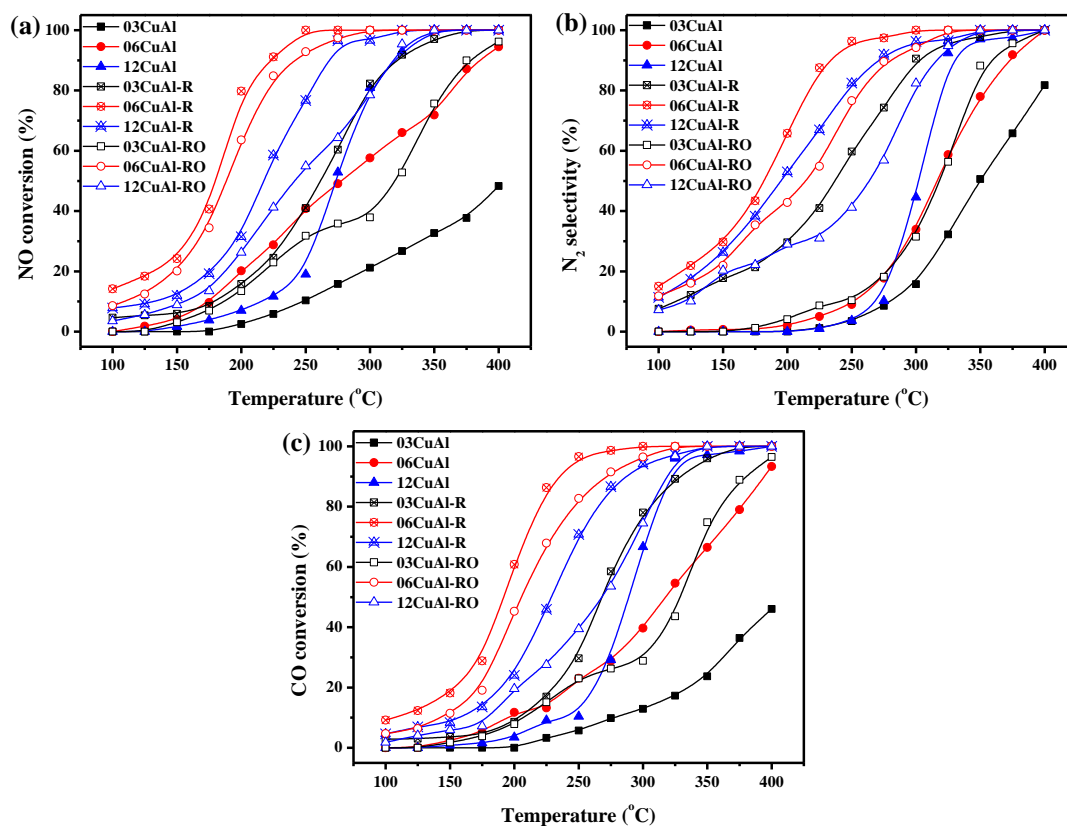 (a)
NO conversion (%)
100
80
60
40
20
0
03CuAl
06CuAl
12CuAl
03CuAl-R
06CuAl-R
12CuAl-R
03CuAl-RO
06CuAl-RO
12CuAl-RO
100 150 200 250 300 350 400
Temperature (°C)
(b)
N₂ selectivity (%)
100
80
60
40
20
0
03CuAl
06CuAl
12CuAl
03CuAl-R
06CuAl-R
12CuAl-R
03CuAl-RO
06CuAl-RO
12CuAl-RO
100 150 200 250 300 350 400
Temperature (°C)
(c)
CO conversion (%)
100
80
60
40
20
0
03CuAl
06CuAl
12CuAl
03CuAl-R
06CuAl-R
12CuAl-R
03CuAl-RO
06CuAl-RO
12CuAl-RO
100 150 200 250 300 350 400
Temperature (°C)